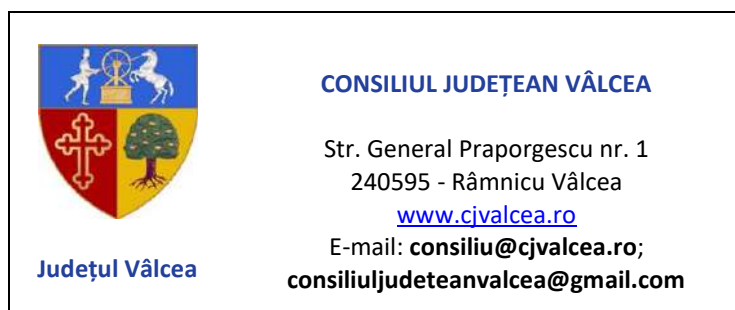 CONSILIUL JUDEȚEAN VÂLCEA
Str. General Praporgescu nr. 1
240595 - Râmnicu Vâlcea
www.cjvalcea.ro
E-mail: consiliu@cjvalcea.ro;
consiliuljudeteanvalcea@gmail.com
Județul Vâlcea